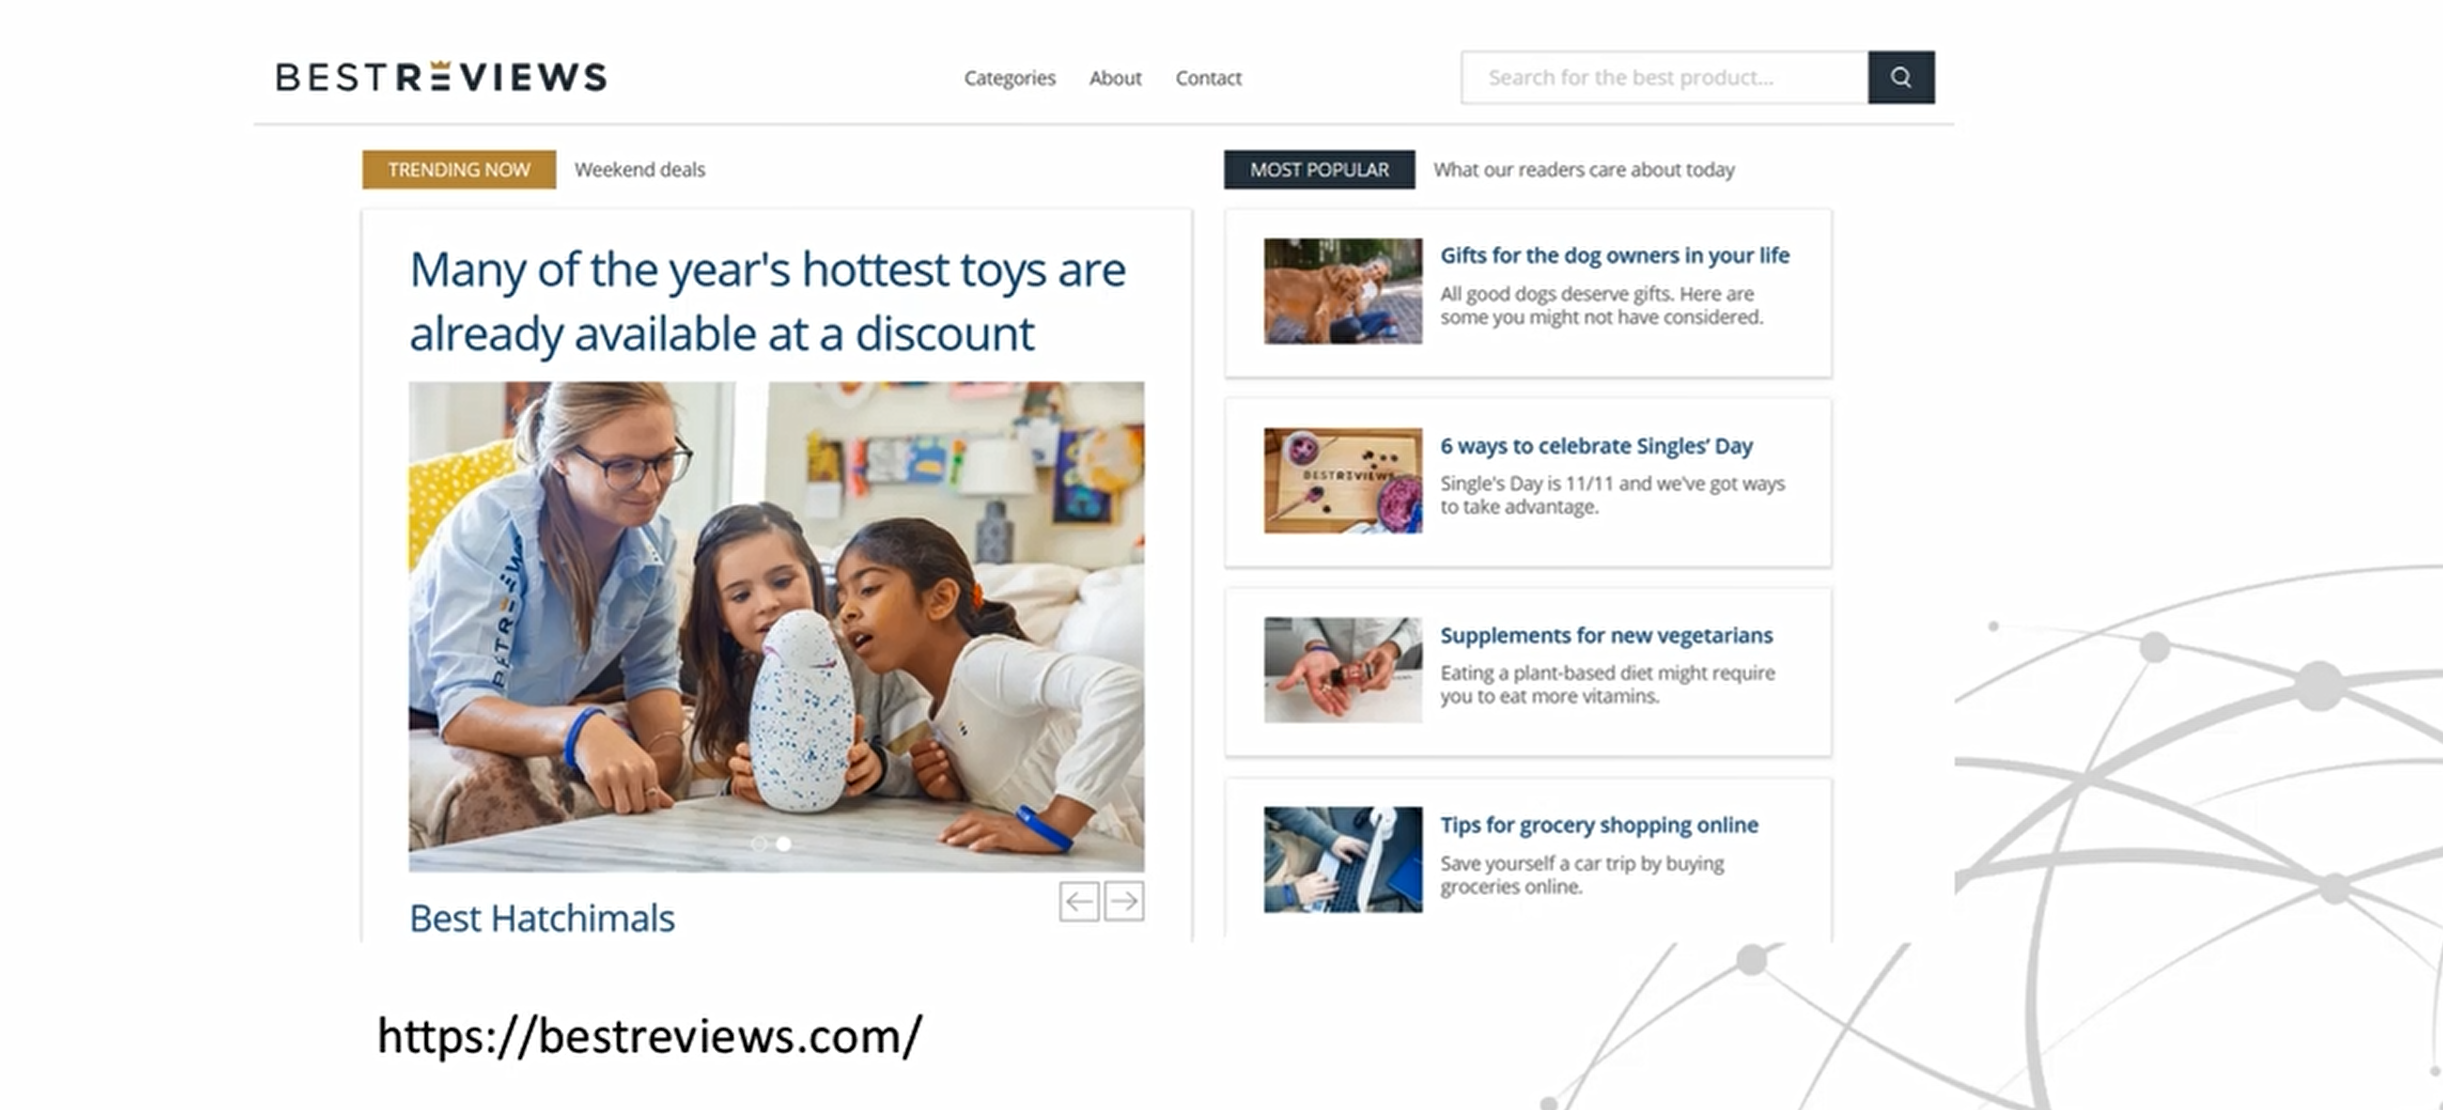 BESTREVIEWS
Categories About Contact
Search for the best product...
TRENDING NOW Weekend deals
Many of the year's hottest toys are
already available at a discount
BESTREVIEWS
Best Hatchimals
MOST POPULAR What our readers care about today
Gifts for the dog owners in your life
All good dogs deserve gifts. Here are
some you might not have considered.
BESTREVIEWS
6 ways to celebrate Singles’ Day
Single's Day is 11/11 and we've got ways
to take advantage.
Supplements for new vegetarians
Eating a plant-based diet might require
you to eat more vitamins.
Tips for grocery shopping online
Save yourself a car trip by buying
groceries online.
https://bestreviews.com/